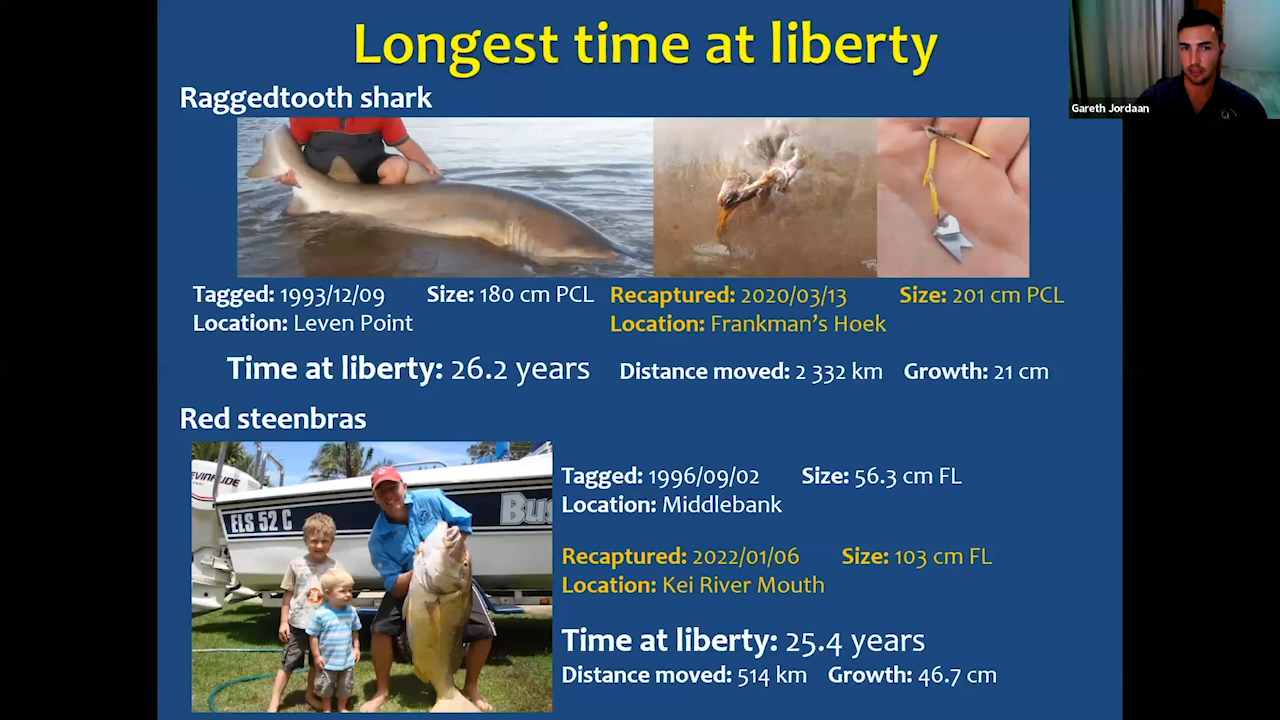 Longest time at liberty
Gareth Jordaan
Raggedtooth shark
Tagged: 1993/12/09 Size: 180 cm PCL Recaptured: 2020/03/13 Size: 201 cm PCL
Location: Leven Point Location: Frankman's Hoek
Time at liberty: 26.2 years Distance moved: 2 332 km Growth: 21 cm
Red steenbras
EVINRUDE
ELS 52 C
Bu
Tagged: 1996/09/02 Size: 56.3 cm FL
Location: Middlebank
Recaptured: 2022/01/06 Size: 103 cm FL
Location: Kei River Mouth
Time at liberty: 25.4 years
Distance moved: 514 km Growth: 46.7 cm